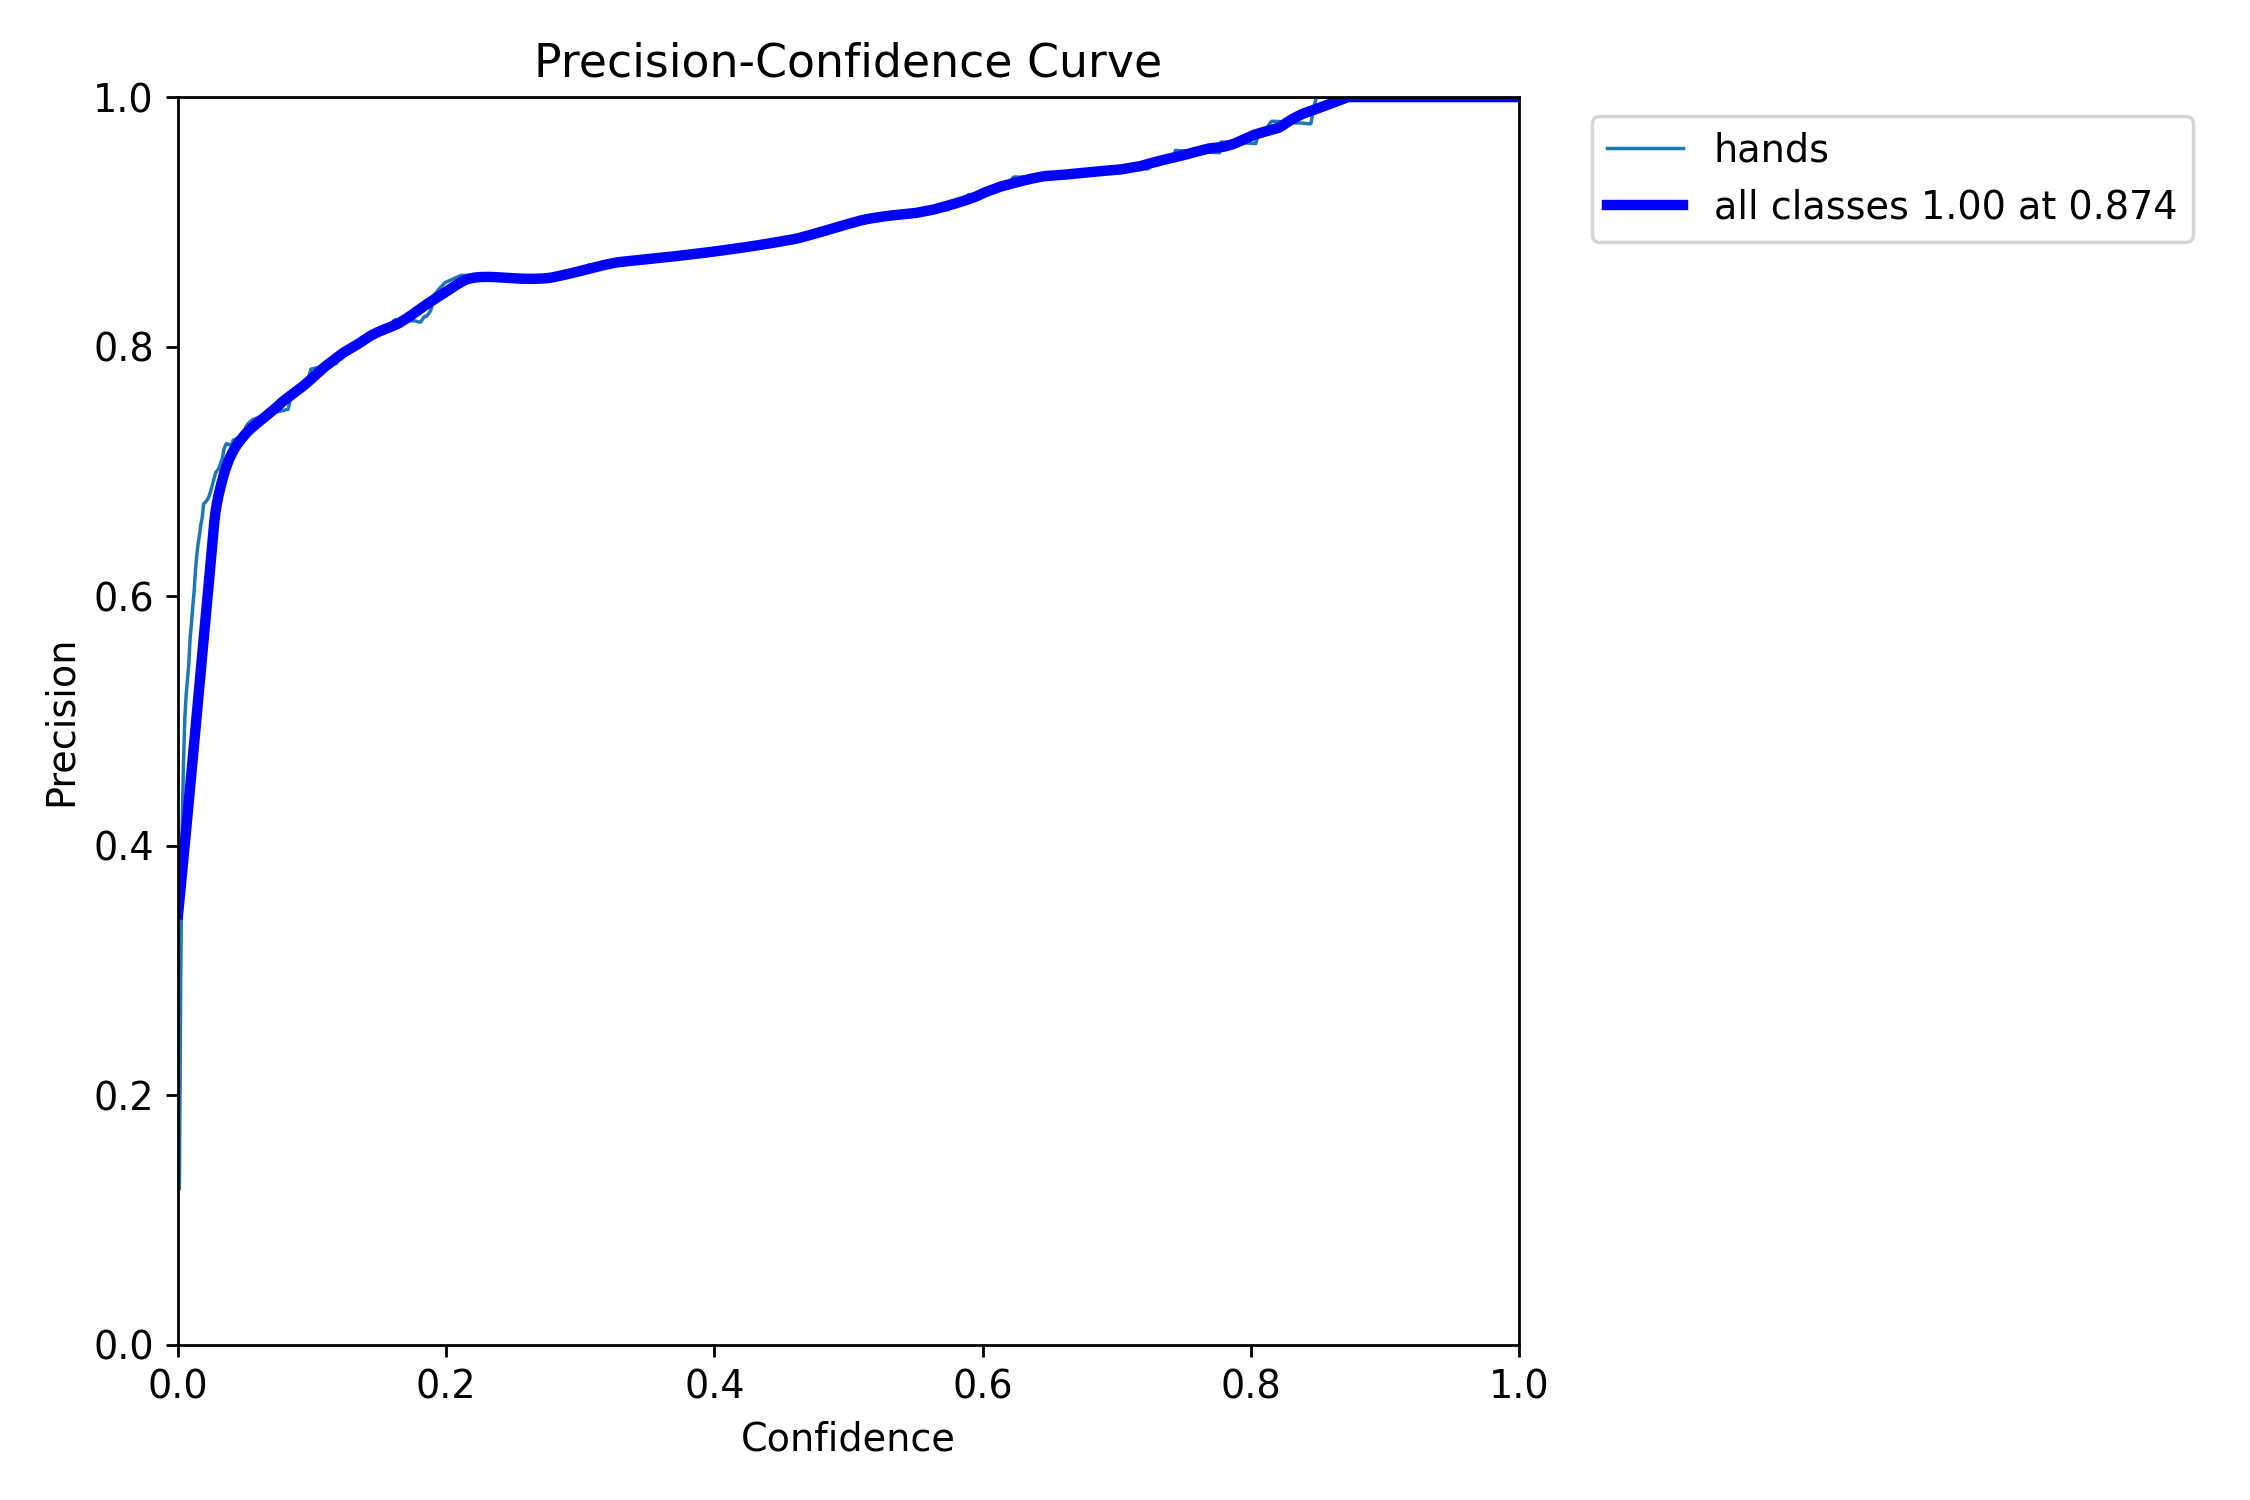 Precision-Confidence Curve
1.0
0.8
0.6
0.4
0.2
0.0
Precision
0.0 0.2 0.4 0.6 0.8 1.0
Confidence
hands
all classes 1.00 at 0.874